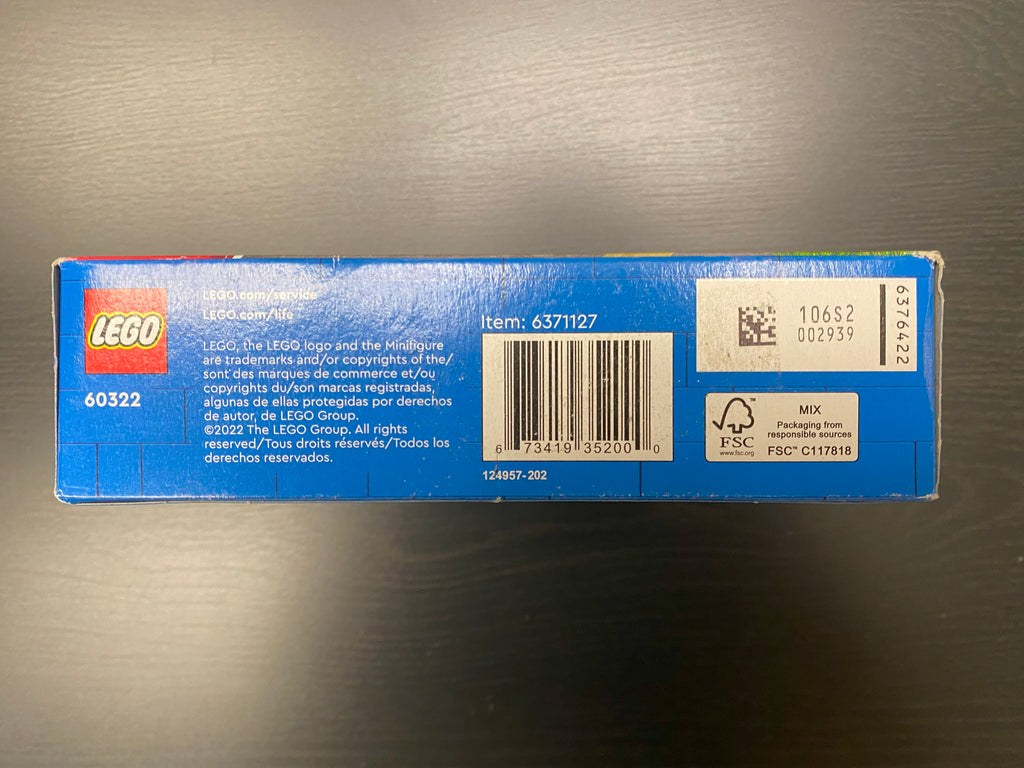 LEGO
60322
LEGO.com/service
LEGO.com/life
LEGO, the LEGO logo and the Minifigure
are trademarks and/or copyrights of the/
sont des marques de commerce et/ou
copyrights du/son marcas registradas,
algunas de ellas protegidas por derechos
de autor, de LEGO Group.
©2022 The LEGO Group. All rights
reserved/Tous droits réservés/Todos los
derechos reservados.
Item: 6371127
6 73419 35200 0
124957-202
106S2
002939
6376422
FSC
www.fsc.org
™
MIX
Packaging from
responsible sources
FSC™ C117818